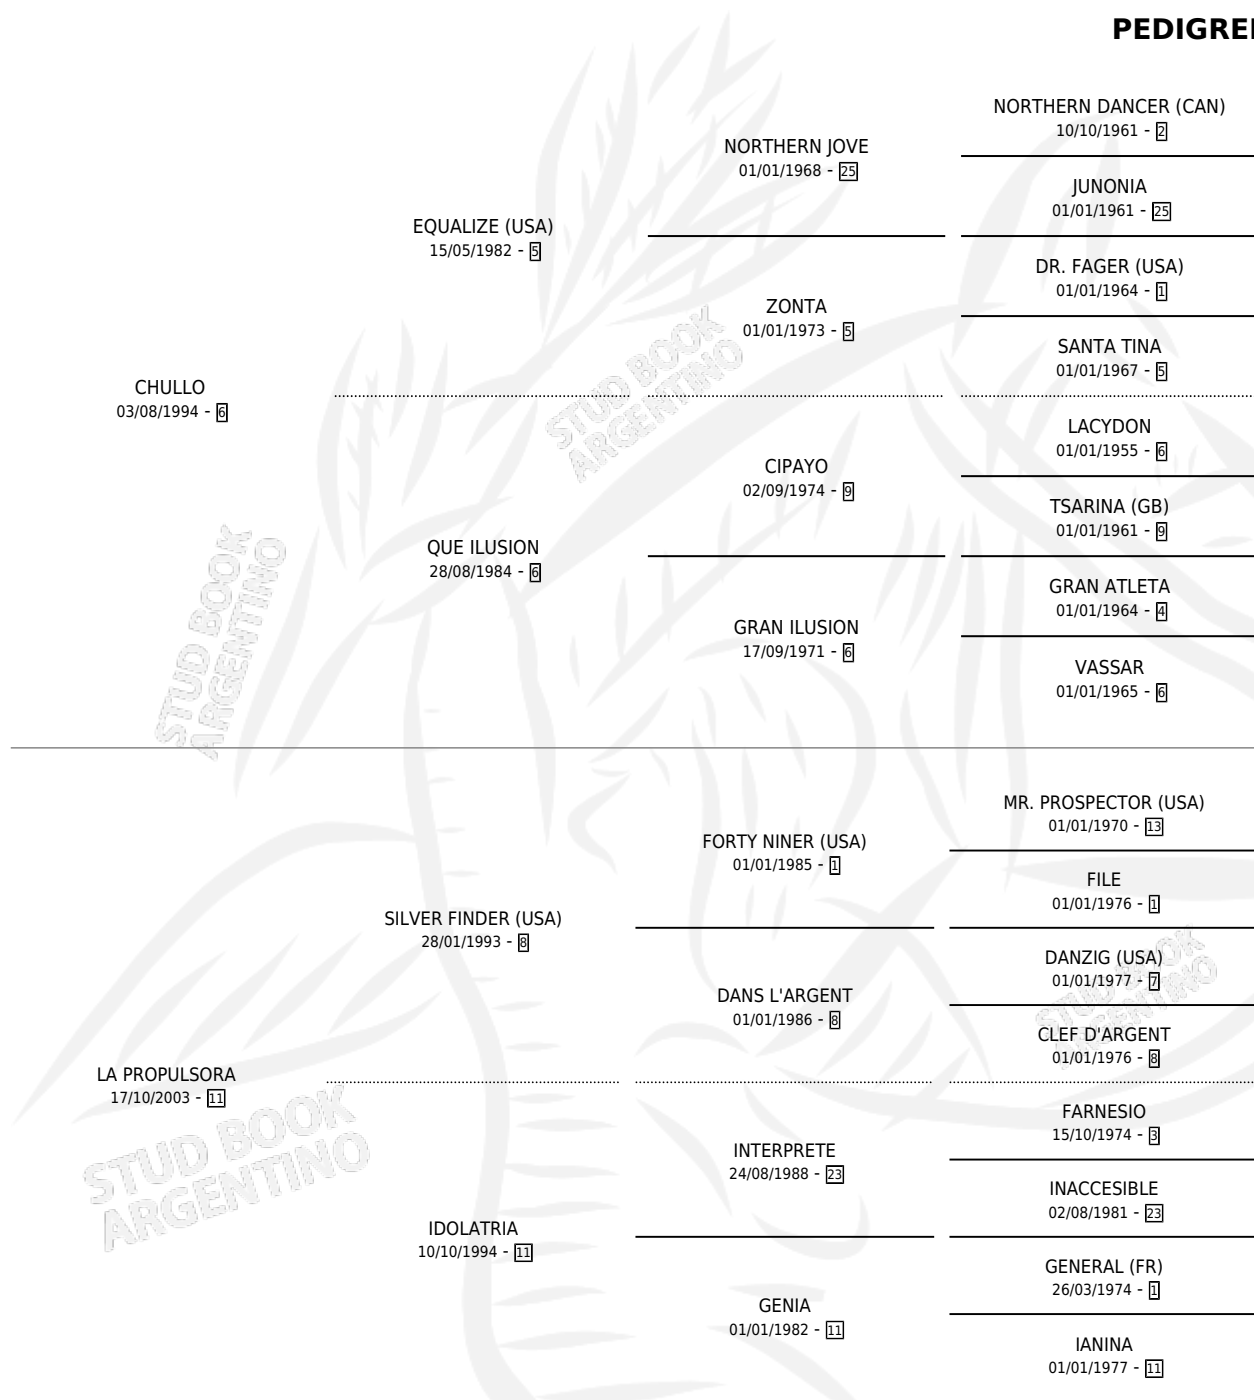 PEDIGREE
NORTHERN DANCER (CAN)
10/10/1961 - 2
NORTHERN JOVE
01/01/1968 - 25
JUNONIA
01/01/1961 - 25
EQUALIZE (USA)
15/05/1982 - 5
DR. FAGER (USA)
01/01/1964 - 1
ZONTA
01/01/1973 - 5
SANTA TINA
01/01/1967 - 5
CHULLO
03/08/1994 - 6
LACYDON
01/01/1955 - 6
CIPAYO
02/09/1974 - 9
TSARINA (GB)
01/01/1961 - 9
QUE ILUSION
28/08/1984 - 6
GRAN ATLETA
01/01/1964 - 4
GRAN ILUSION
17/09/1971 - 6
VASSAR
01/01/1965 - 6
MR. PROSPECTOR (USA)
01/01/1970 - 13
FORTY NINER (USA)
01/01/1985 - 1
FILE
01/01/1976 - 1
SILVER FINDER (USA)
28/01/1993 - 8
DANZIG (USA)
01/01/1977 - 7
DANS L'ARGENT
01/01/1986 - 8
CLEF D'ARGENT
01/01/1976 - 8
LA PROPULSORA
17/10/2003 - 11
FARNESIO
15/10/1974 - 3
INTERPRETE
24/08/1988 - 23
INACCESIBLE
02/08/1981 - 23
IDOLATRIA
10/10/1994 - 11
GENERAL (FR)
26/03/1974 - 1
GENIA
01/01/1982 - 11
IANINA
01/01/1977 - 11
STUD BOOK
ARGENTINO
STUD BOOK
ARGENTINO
STUD BOOK
ARGENTINO
STUD BOOK
ARGENTINO